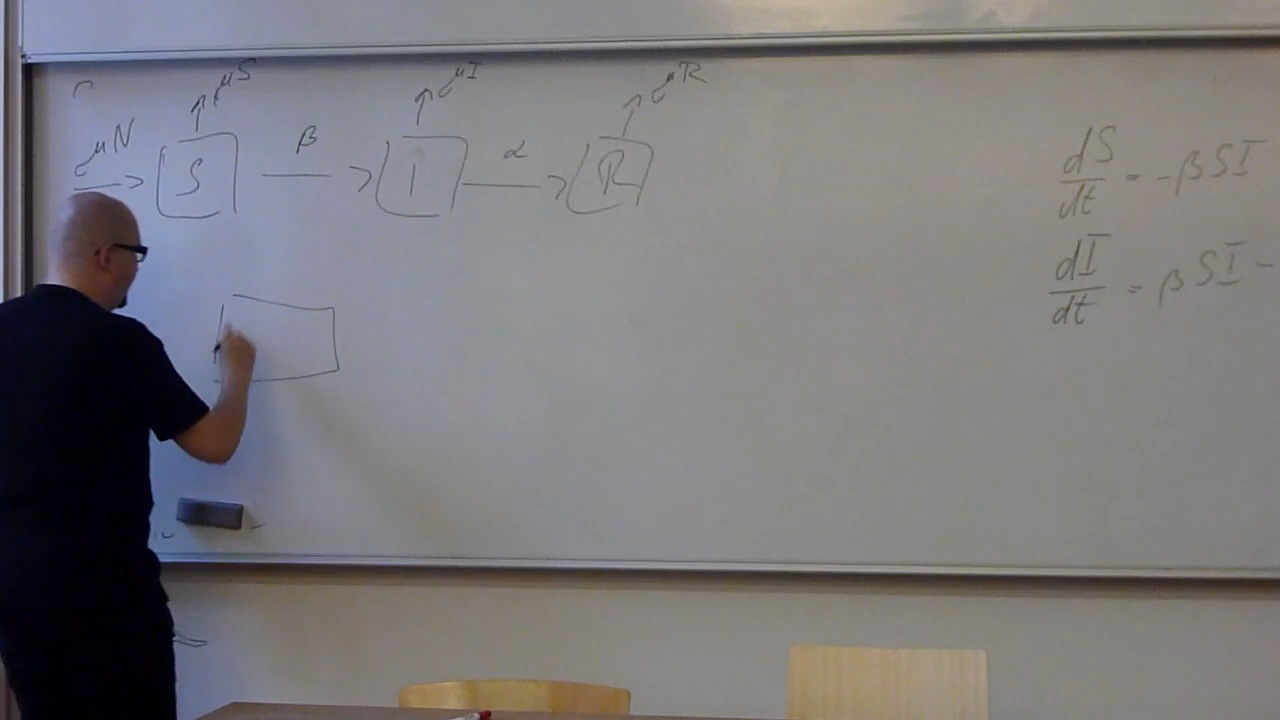 μS μI μR
μN β α
S I R
dS/dt = -βSI
dI/dt = βSI -